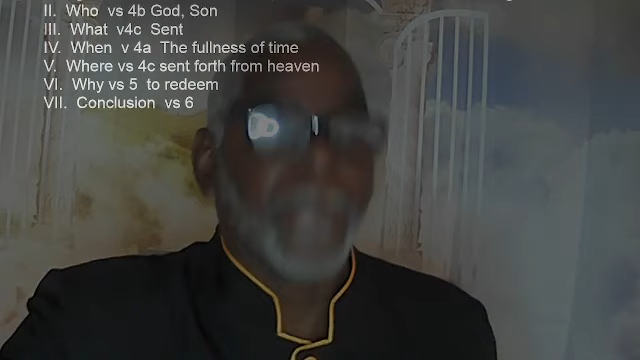 II. Who vs 4b God, Son
III. What v4c Sent
IV. When v 4a The fullness of time
V. Where vs 4c sent forth from heaven
VI. Why vs 5 to redeem
VII. Conclusion vs 6